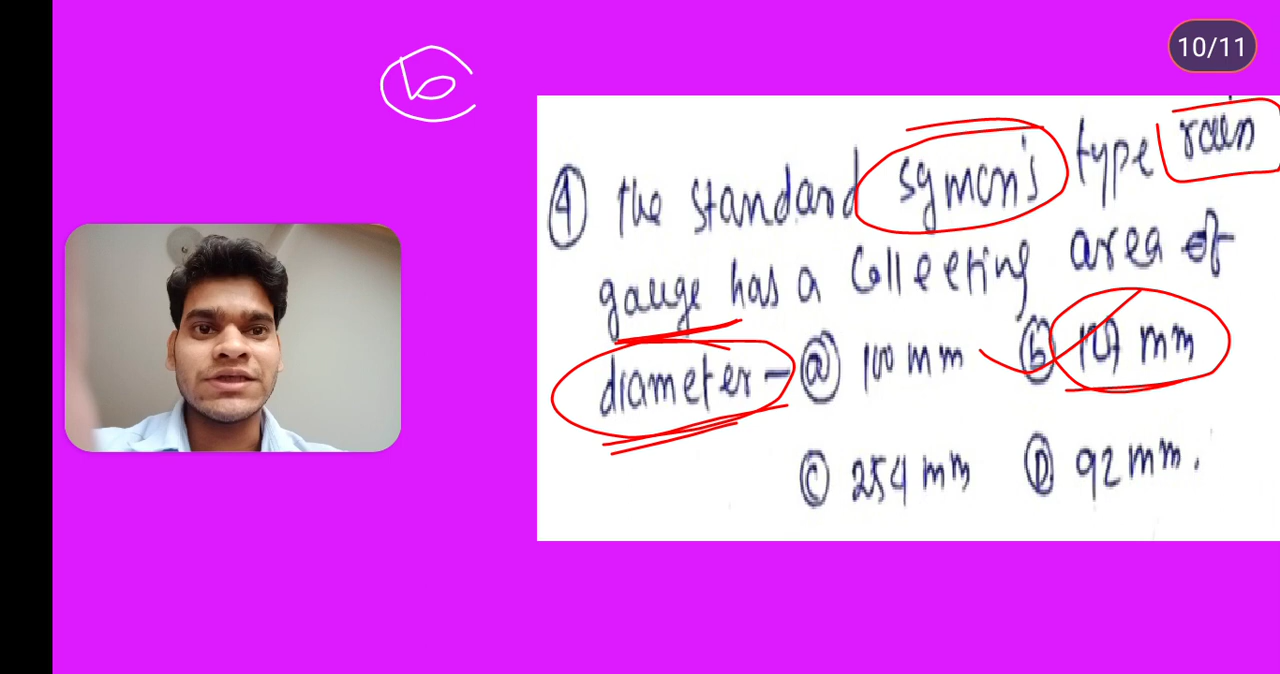 10/11
b
④ the standard symon's type rain
gauge has a Collecting area of
diameter - ⓐ 100 mm ⓑ 127 mm
Ⓒ 254 mm Ⓓ 92 mm.